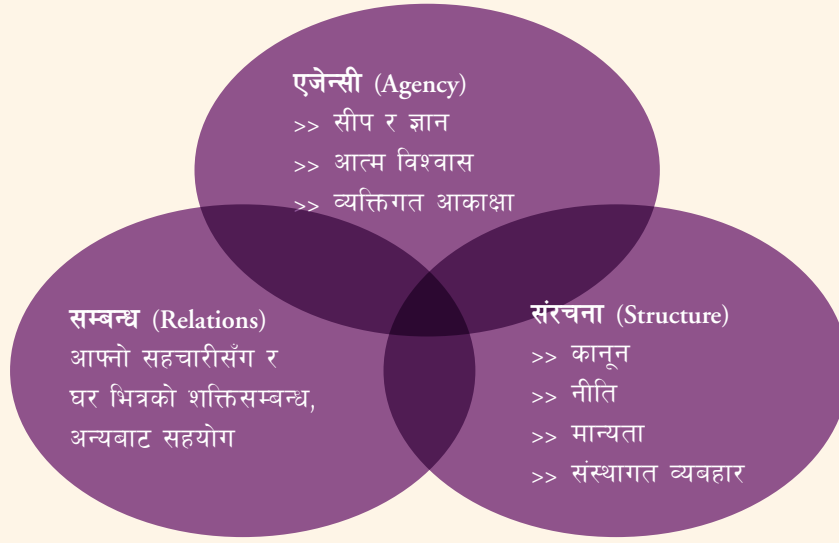 एजेन्सी (Agency)
>> सीप र ज्ञान
>> आत्म विश्वास
>> व्यक्तिगत आकाक्षा
सम्बन्ध (Relations)
आफ्नो सहचारीसँग र
घर भित्रको शक्तिसम्बन्ध,
अन्यबाट सहयोग
संरचना (Structure)
>> कानून
>> नीति
>> मान्यता
>> संस्थागत व्यबहार